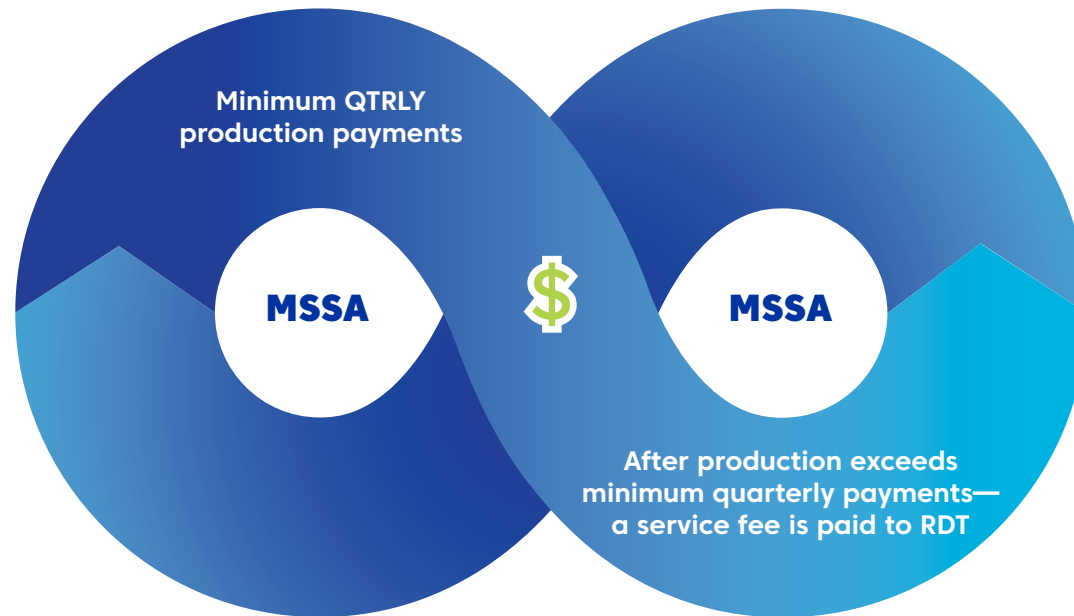 Minimum QTRLY
production payments
$
MSSA
MSSA
After production exceeds
minimum quarterly payments—
a service fee is paid to RDT